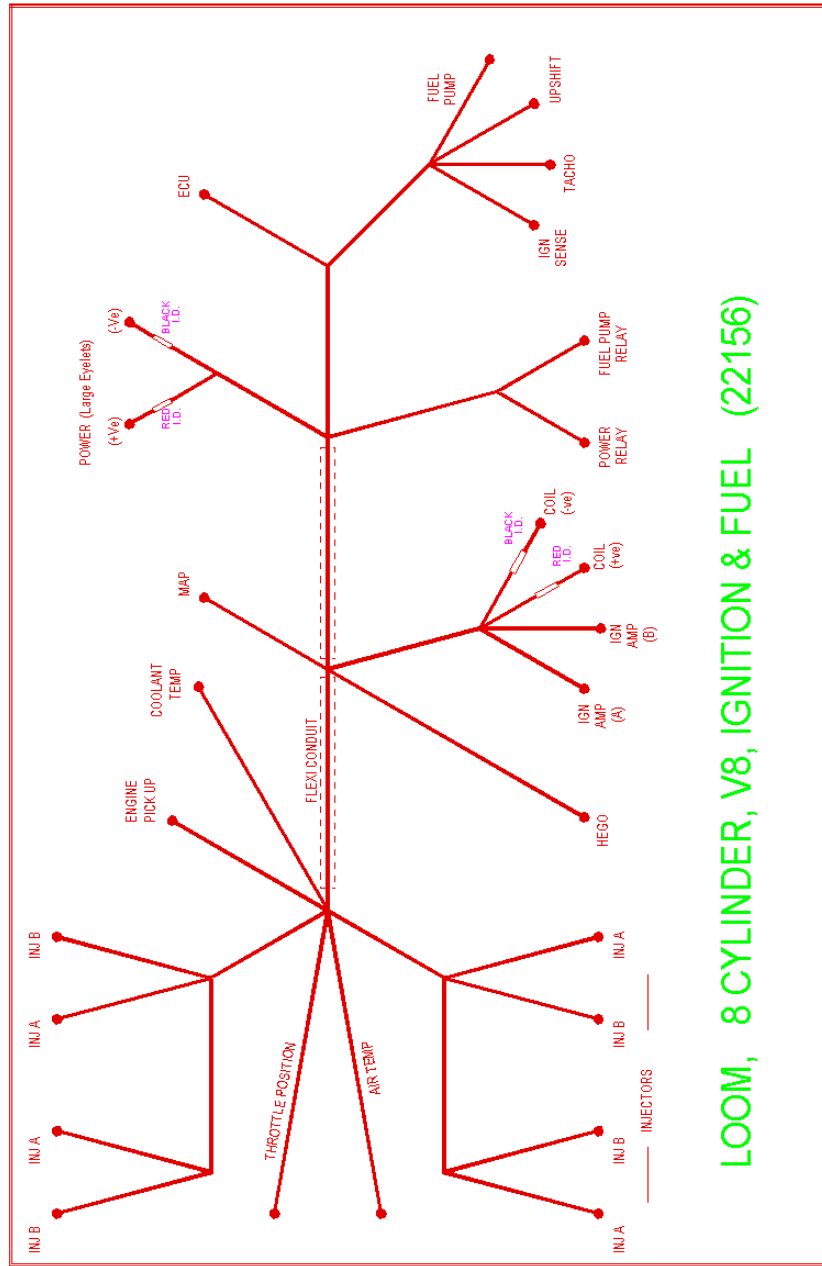 INJ B
INJ A
INJ A
INJ B
ENGINE
PICK UP
COOLANT
TEMP
MAP
POWER (Large Eyelets)
(+Ve)
(-Ve)
RED
I.D.
BLACK
I.D.
ECU
FUEL
PUMP
UPSHIFT
TACHO
IGN
SENSE
THROTTLE POSITION
AIR TEMP
FLEXI CONDUIT
INJ A
INJ B
INJ B
INJ A
INJECTORS
HEGO
IGN
AMP
(A)
IGN
AMP
(B)
COIL
(+ve)
RED
I.D.
COIL
(-ve)
BLACK
I.D.
POWER
RELAY
FUEL PUMP
RELAY
LOOM, 8 CYLINDER, V8, IGNITION & FUEL (22156)